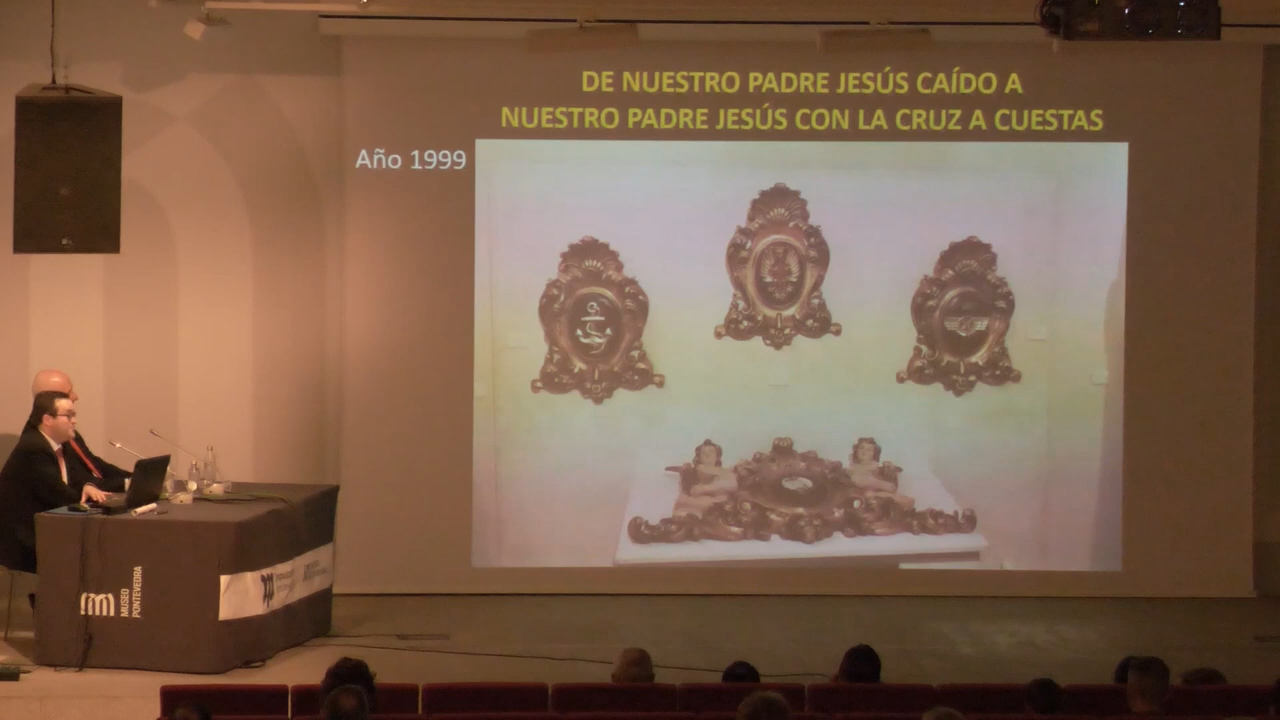 DE NUESTRO PADRE JESÚS CAÍDO A
NUESTRO PADRE JESÚS CON LA CRUZ A CUESTAS
Año 1999
MUSEO
PONTEVEDRA